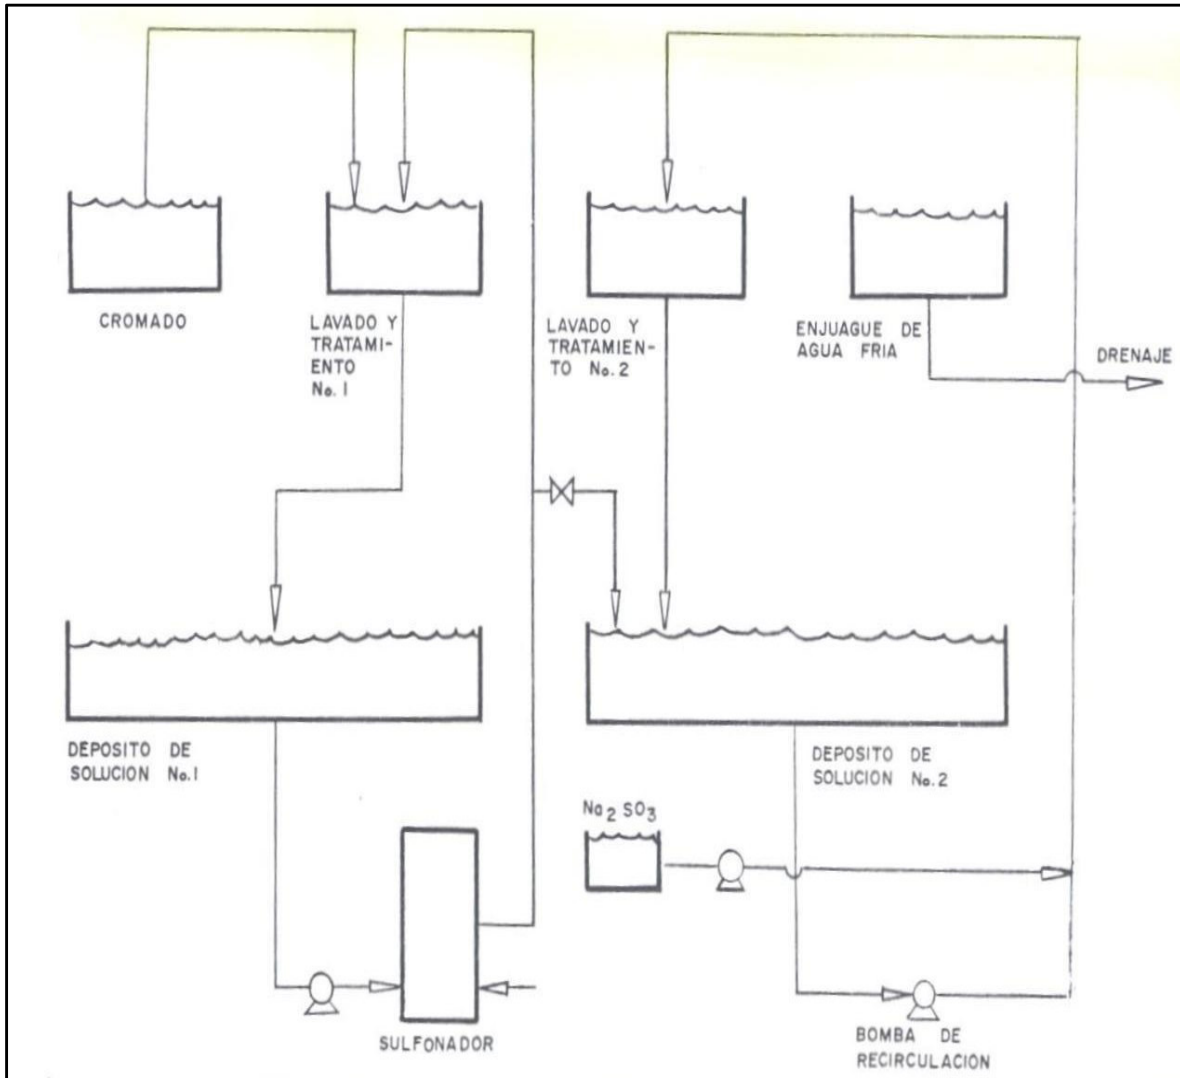 CROMADO
LAVADO Y
TRATAMI-
ENTO
No. 1
LAVADO Y
TRATAMIEN-
TO No. 2
ENJUAGUE DE
AGUA FRIA
DRENAJE
DEPOSITO DE
SOLUCION No. 1
DEPOSITO DE
SOLUCION No. 2
Na2 SO3
SULFONADOR
BOMBA DE
RECIRCULACION